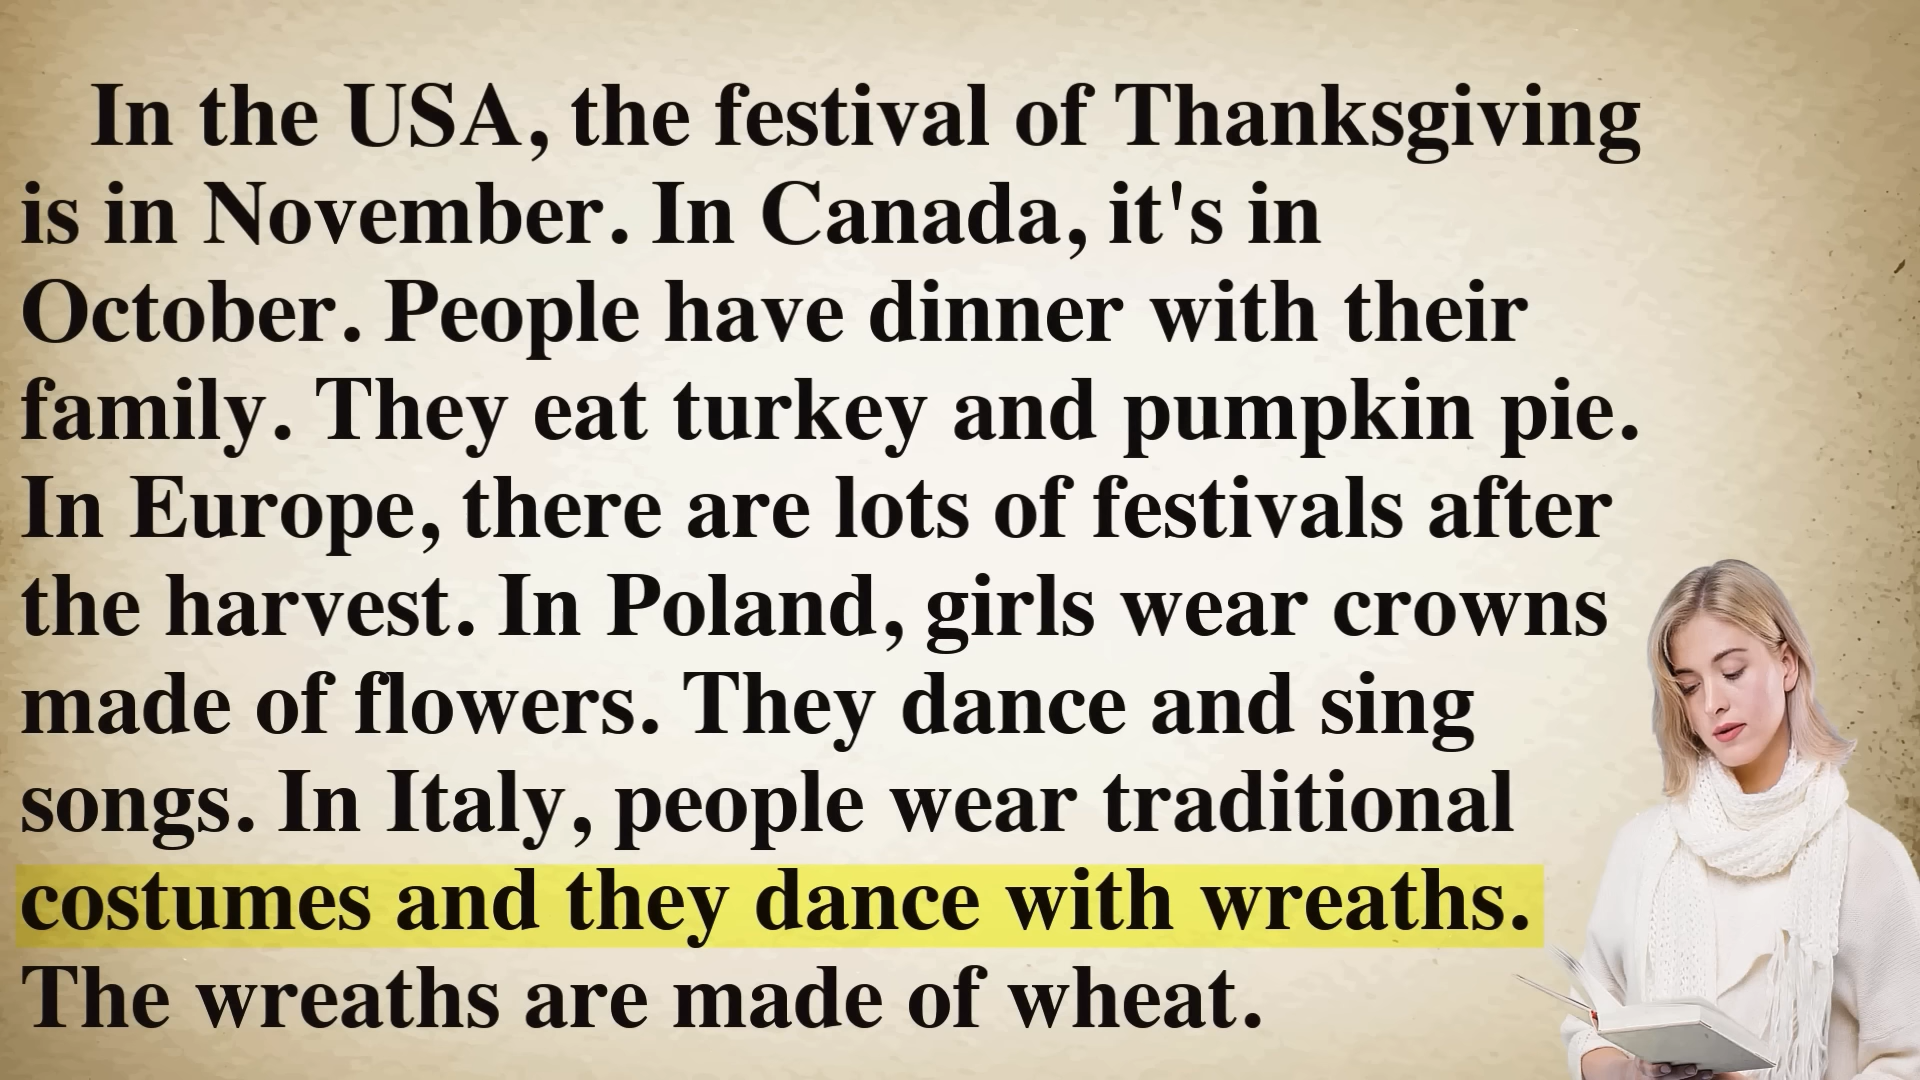 In the USA, the festival of Thanksgiving
is in November. In Canada, it's in
October. People have dinner with their
family. They eat turkey and pumpkin pie.
In Europe, there are lots of festivals after
the harvest. In Poland, girls wear crowns
made of flowers. They dance and sing
songs. In Italy, people wear traditional
costumes and they dance with wreaths.
The wreaths are made of wheat.